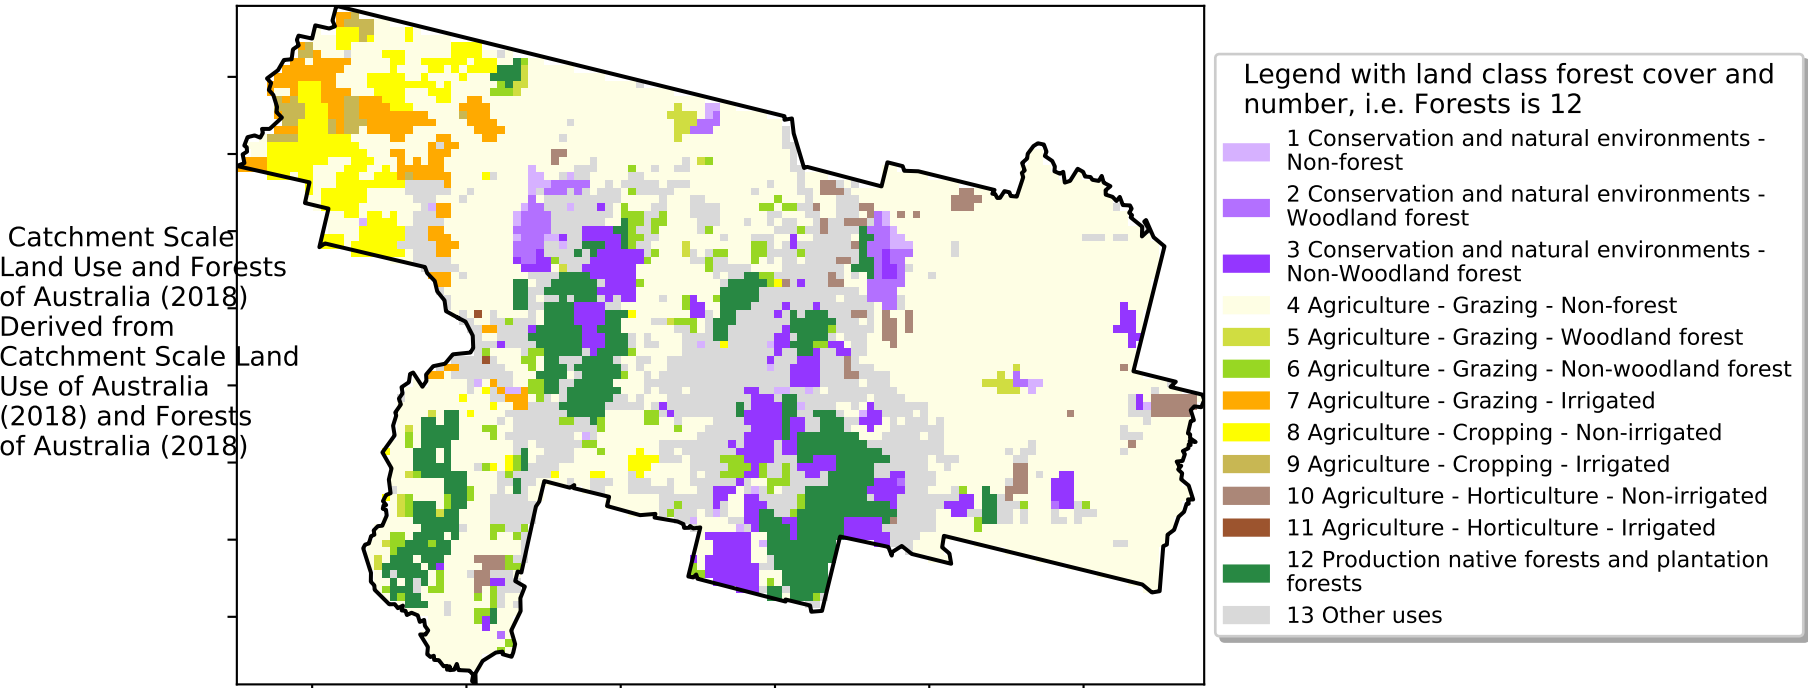 Catchment Scale
Land Use and Forests
of Australia (2018)
Derived from
Catchment Scale Land
Use of Australia
(2018) and Forests
of Australia (2018)
Legend with land class forest cover and
number, i.e. Forests is 12
1 Conservation and natural environments -
Non-forest
2 Conservation and natural environments -
Woodland forest
3 Conservation and natural environments -
Non-Woodland forest
4 Agriculture - Grazing - Non-forest
5 Agriculture - Grazing - Woodland forest
6 Agriculture - Grazing - Non-woodland forest
7 Agriculture - Grazing - Irrigated
8 Agriculture - Cropping - Non-irrigated
9 Agriculture - Cropping - Irrigated
10 Agriculture - Horticulture - Non-irrigated
11 Agriculture - Horticulture - Irrigated
12 Production native forests and plantation
forests
13 Other uses